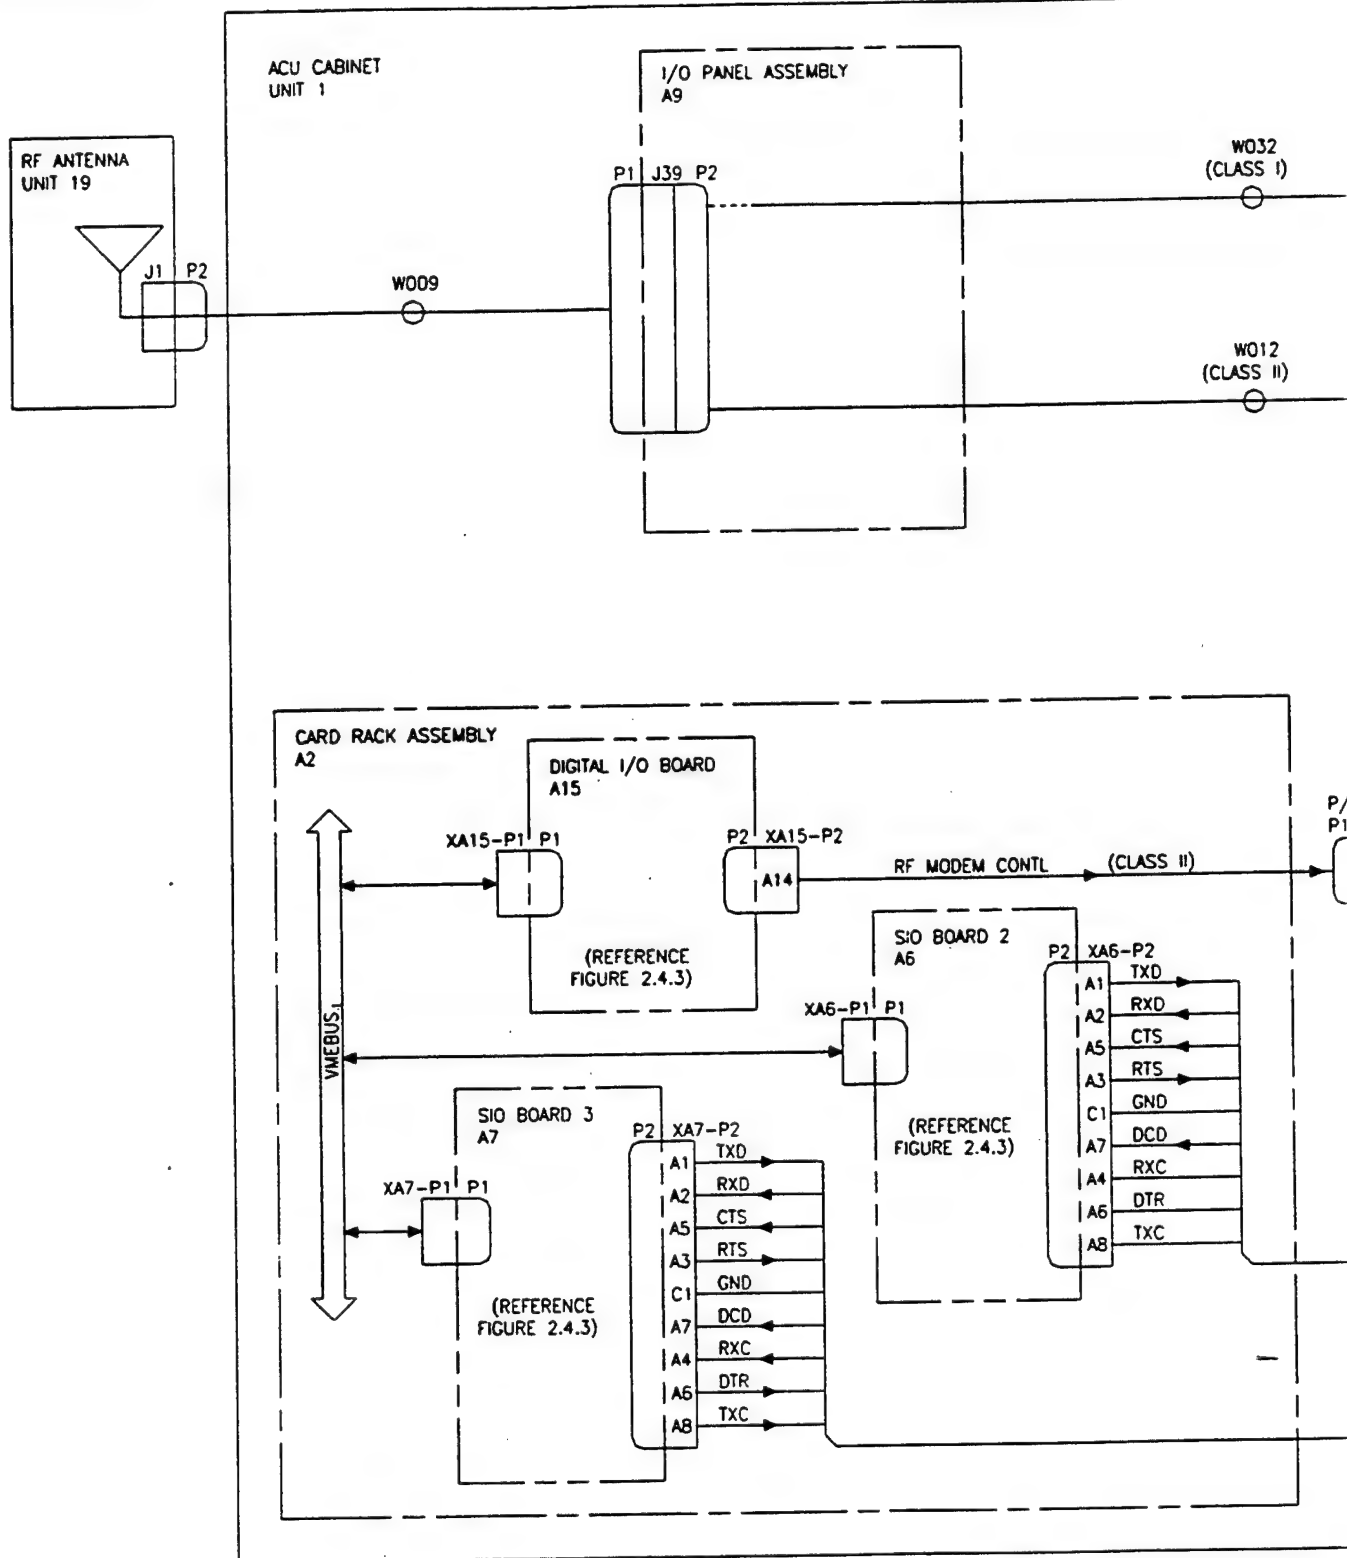 ACU CABINET
UNIT 1
I/O PANEL ASSEMBLY
A9
RF ANTENNA
UNIT 19
J1 P2
W009
P1 J39 P2
W032
(CLASS I)
W012
(CLASS II)
CARD RACK ASSEMBLY
A2
VMEBUS
DIGITAL I/O BOARD
A15
XA15-P1 P1
P2 XA15-P2
A14
RF MODEM CONTL
(CLASS II)
P/
P1
(REFERENCE
FIGURE 2.4.3)
SIO BOARD 2
A6
XA6-P1 P1
P2 XA6-P2
A1 TXD
A2 RXD
A5 CTS
A3 RTS
C1 GND
A7 DCD
A4 RXC
A6 DTR
A8 TXC
(REFERENCE
FIGURE 2.4.3)
SIO BOARD 3
A7
XA7-P1 P1
P2 XA7-P2
A1 TXD
A2 RXD
A5 CTS
A3 RTS
C1 GND
A7 DCD
A4 RXC
A6 DTR
A8 TXC
(REFERENCE
FIGURE 2.4.3)